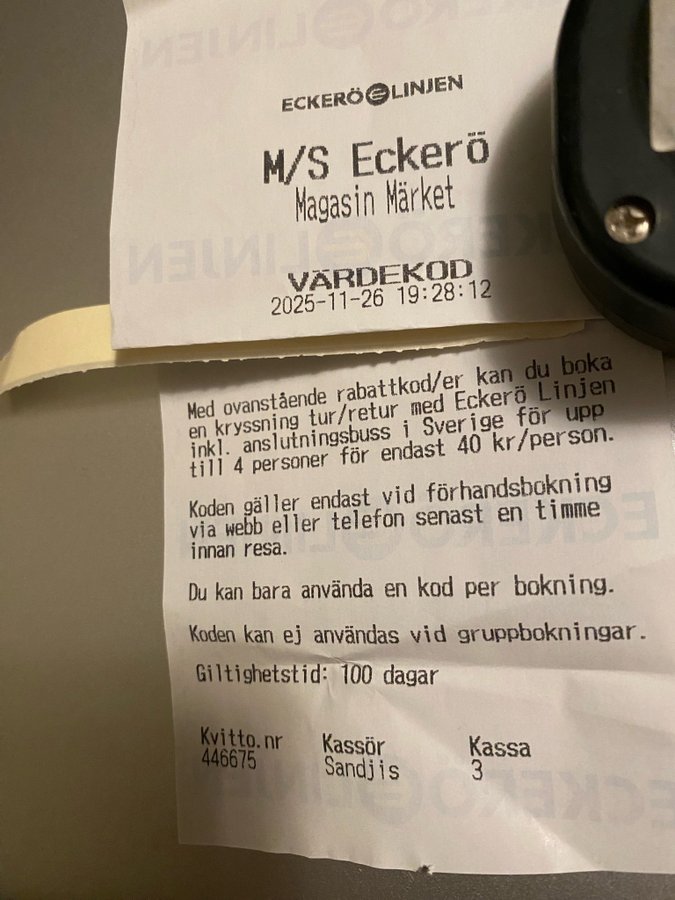 ECKERÖ LINJEN
M/S Eckerö
Magasin Märket
VÄRDEKOD
2025-11-26 19:28:12
Med ovanstående rabattkod/er kan du boka
en kryssning tur/retur med Eckerö Linjen
inkl. anslutningsbuss i Sverige för upp
till 4 personer för endast 40 kr/person.
Koden gäller endast vid förhandsbokning
via webb eller telefon senast en timme
innan resa.
Du kan bara använda en kod per bokning.
Koden kan ej användas vid gruppbokningar.
Giltighetstid: 100 dagar
Kvitto.nr Kassör Kassa
446675 Sandjis 3